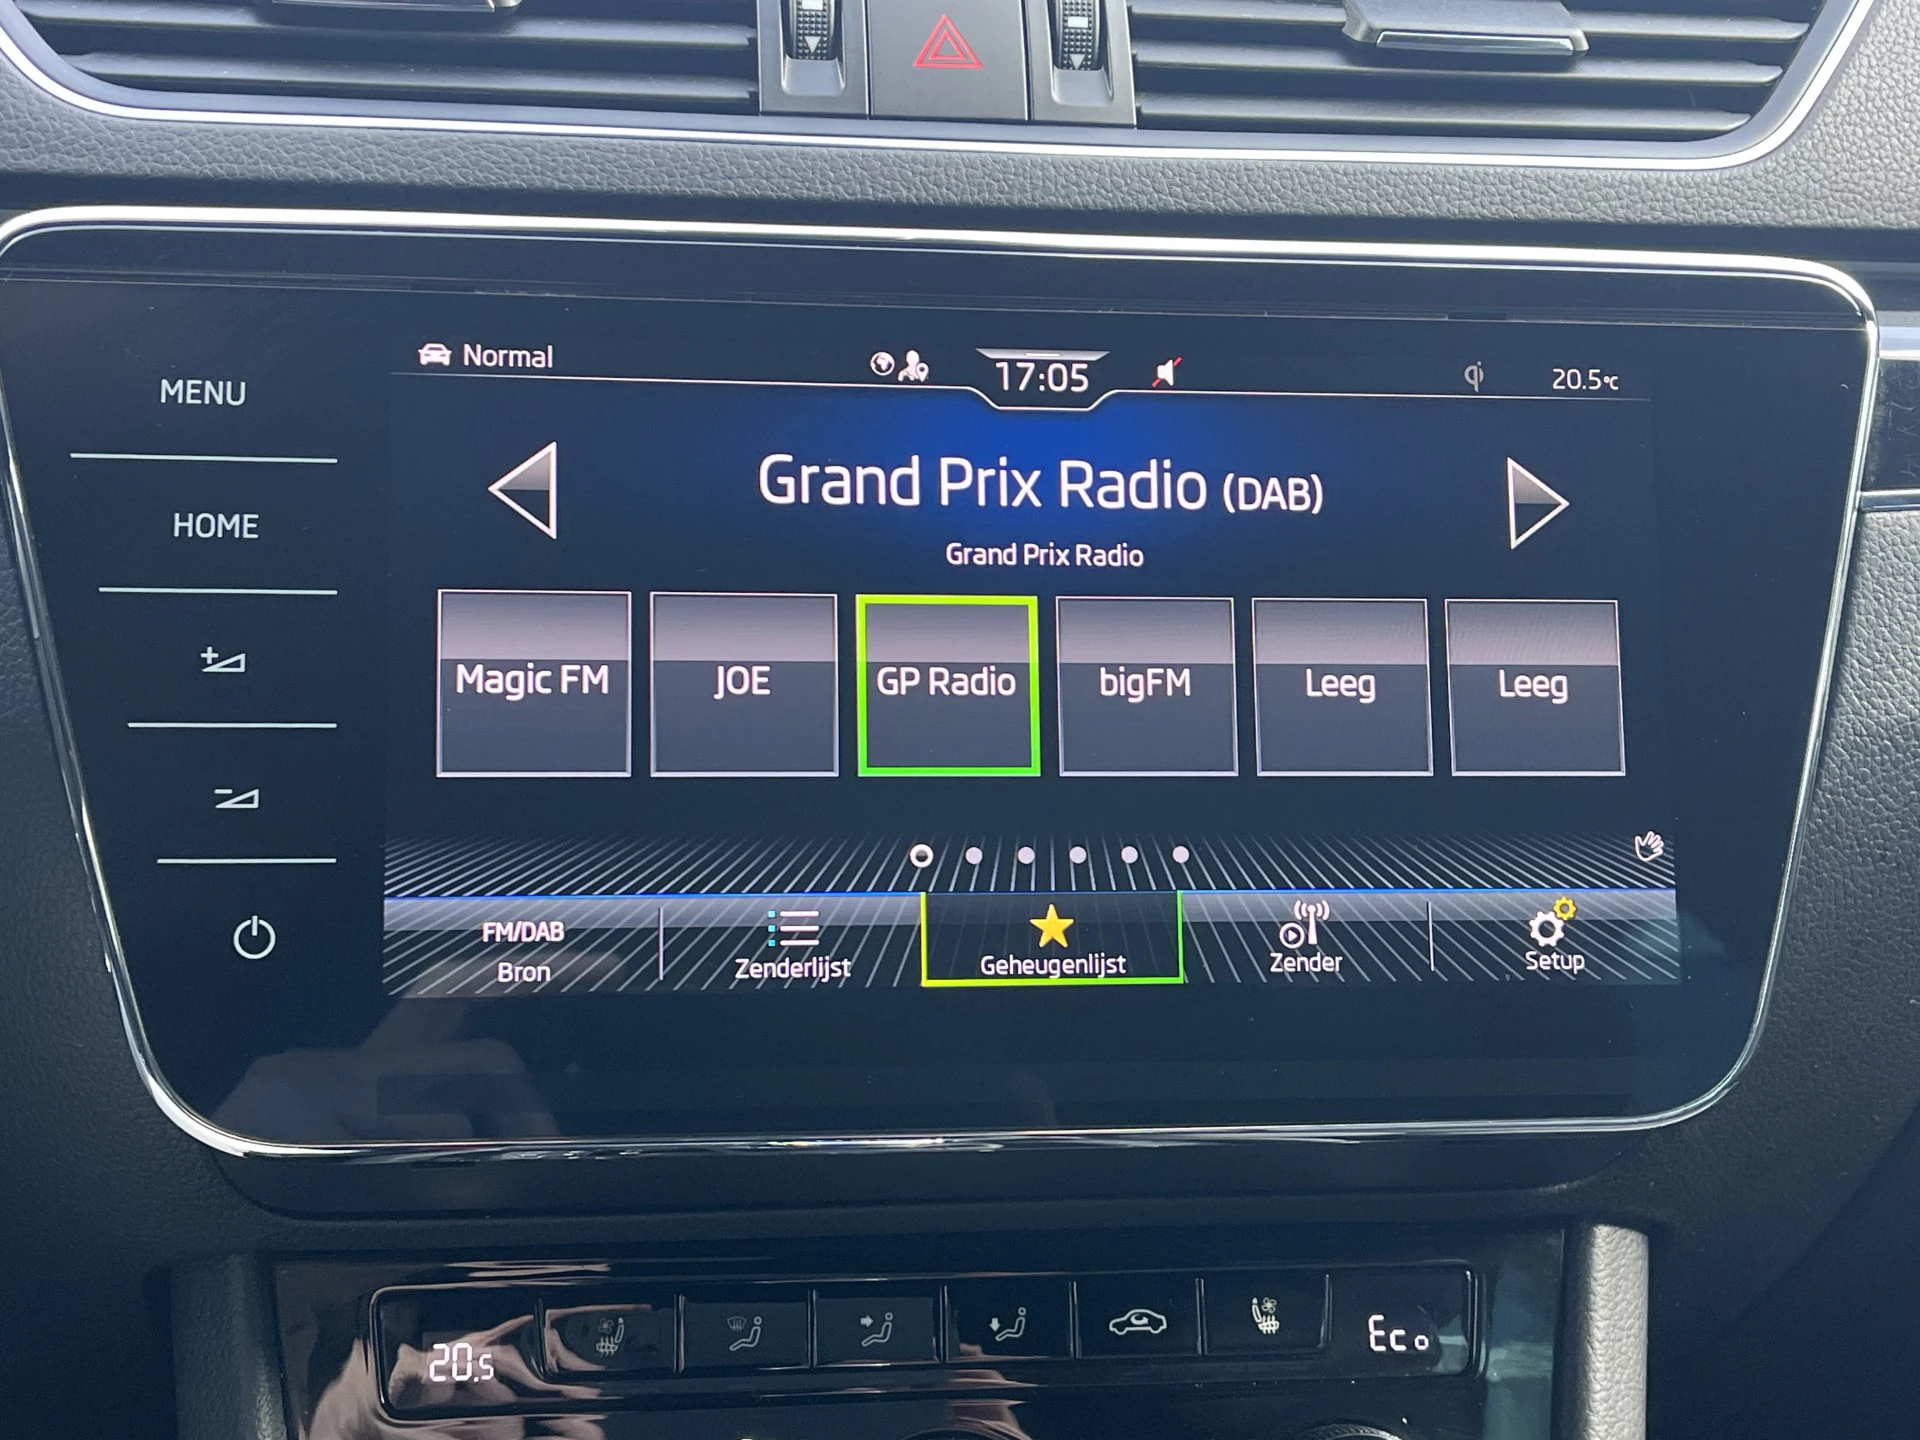 Normal
17:05
20.5°C
MENU
HOME
Grand Prix Radio (DAB)
Grand Prix Radio
Magic FM
JOE
GP Radio
bigFM
Leeg
Leeg
FM/DAB
Bron
Zenderlijst
Geheugenlijst
Zender
Setup
20.5
Eco